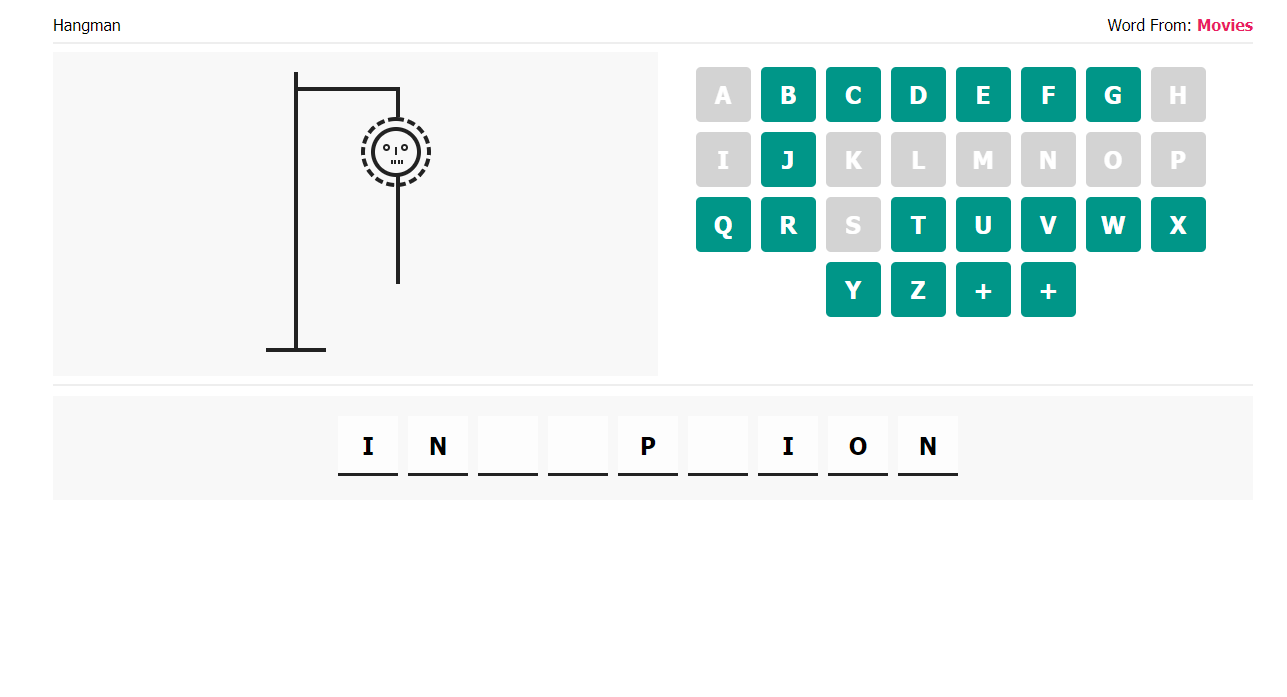 Hangman
Word From: Movies
A B C D E F G H
I J K L M N O P
Q R S T U V W X
Y Z + +
I N P I O N